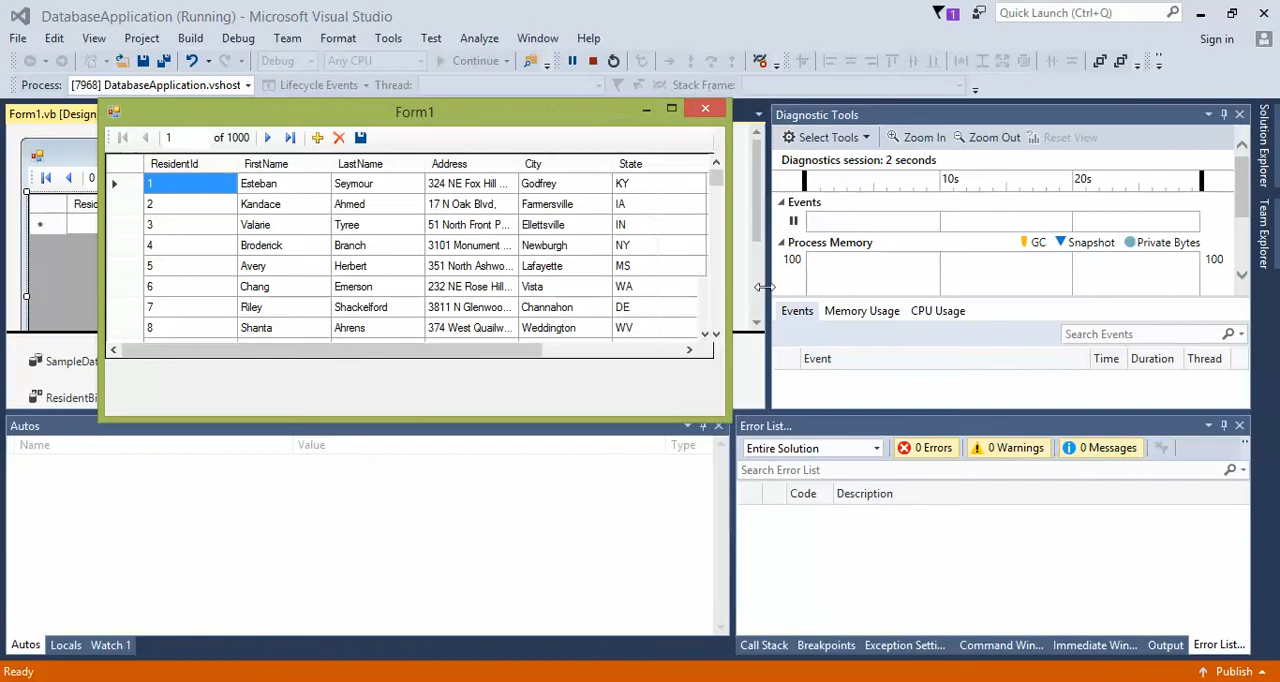 DatabaseApplication (Running) - Microsoft Visual Studio
1
Quick Launch (Ctrl+Q)
File Edit View Project Build Debug Team Format Tools Test Analyze Window Help
Sign in
Debug Any CPU Continue
Process: [7968] DatabaseApplication.vshost Lifecycle Events Thread: Stack Frame:
Form1.vb [Design]
Form1
Diagnostic Tools
1 of 1000
Select Tools Zoom In Zoom Out Reset View
Diagnostics session: 2 seconds
0
ResidentId FirstName LastName Address City State
10s 20s
1 Esteban Seymour 324 NE Fox Hill ... Godfrey KY
2 Kandace Ahmed 17 N Oak Blvd, Famersville IA
3 Valarie Tyree 51 North Front P... Ellettsville IN
4 Broderick Branch 3101 Monument ... Newburgh NY
5 Avery Herbert 351 North Ashwo... Lafayette MS
6 Chang Emerson 232 NE Rose Hill... Vista WA
7 Riley Shackelford 3811 N Glenwoo... Channahon DE
8 Shanta Ahrens 374 West Quailw... Weddington WV
Resid
Events
Process Memory GC Snapshot Private Bytes
100 100
Events Memory Usage CPU Usage
Search Events
Event Time Duration Thread
SampleDat
ResidentBi
Autos
Name Value Type
Error List...
Entire Solution 0 Errors 0 Warnings 0 Messages
Search Error List
Code Description
Autos Locals Watch 1
Call Stack Breakpoints Exception Setti... Command Win... Immediate Win... Output Error List...
Solution Explorer
Team Explorer
Ready
Publish